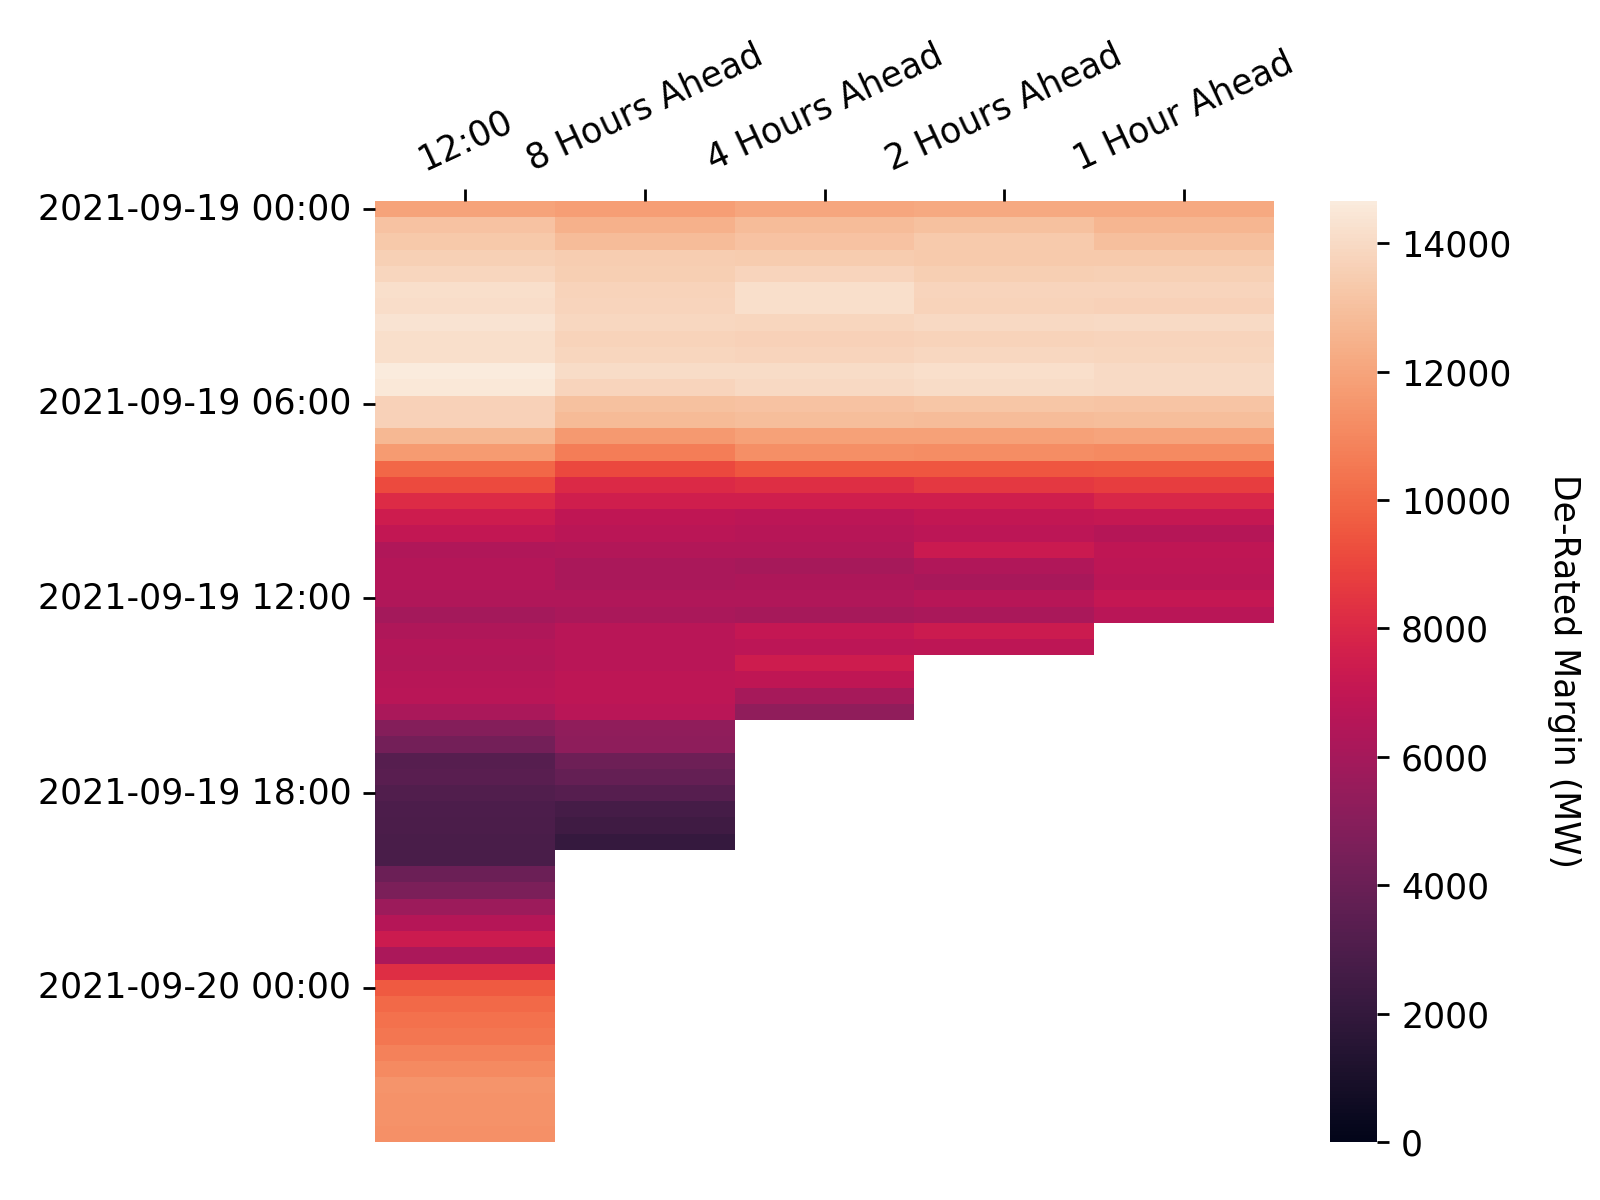 12:00
8 Hours Ahead
4 Hours Ahead
2 Hours Ahead
1 Hour Ahead
2021-09-19 00:00
2021-09-19 06:00
2021-09-19 12:00
2021-09-19 18:00
2021-09-20 00:00
14000
12000
10000
8000
6000
4000
2000
0
De-Rated Margin (MW)